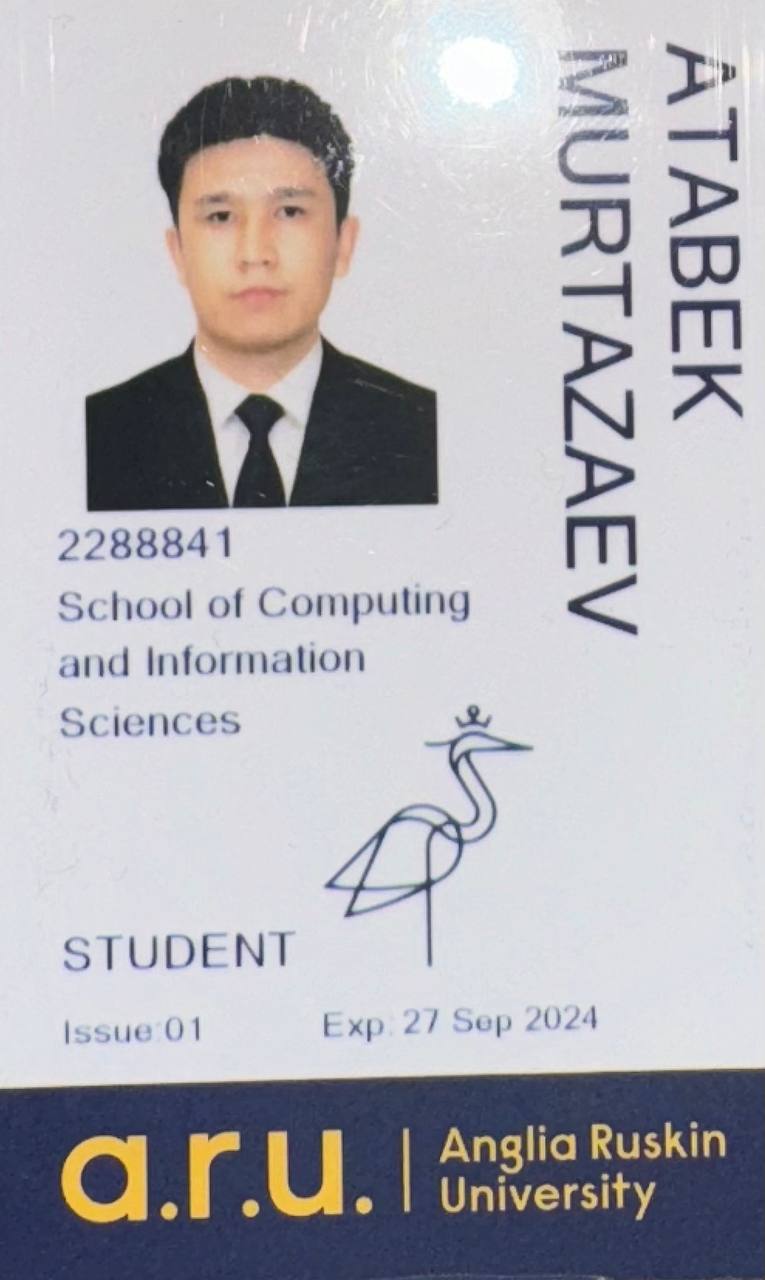 ATABEK
MURTAZAEV
2288841
School of Computing
and Information
Sciences
STUDENT
Issue:01 Exp: 27 Sep 2024
a.r.u. | Anglia Ruskin
University